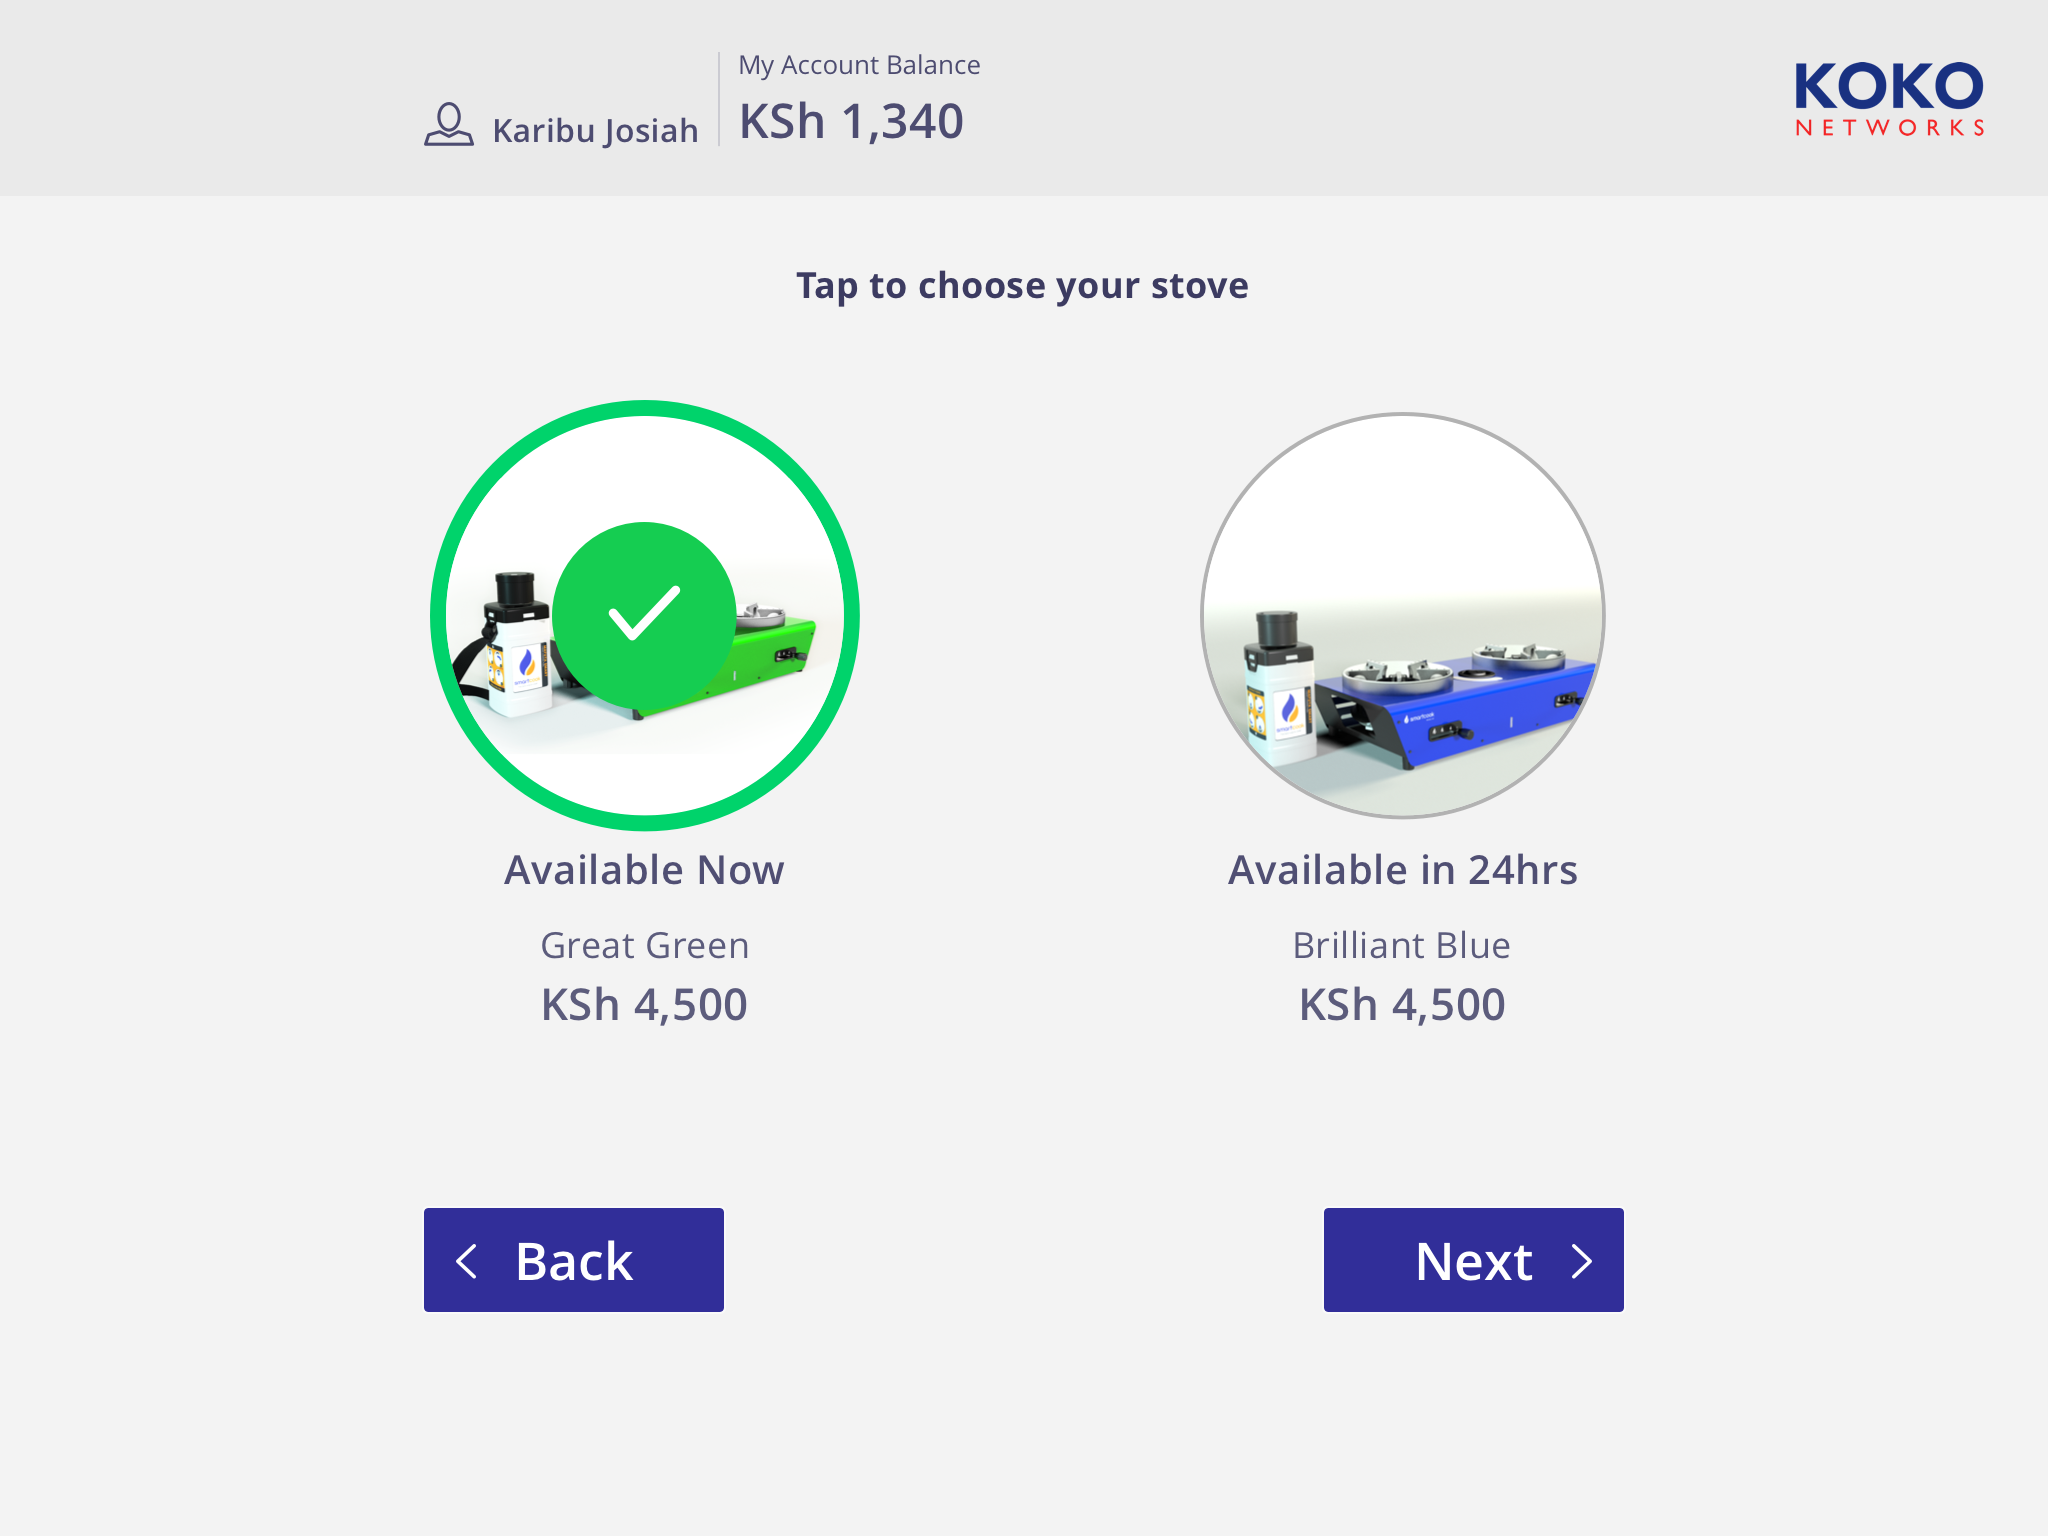 My Account Balance
Karibu Josiah
KSh 1,340
KOKO
NETWORKS
Tap to choose your stove
Available Now
Great Green
KSh 4,500
Available in 24hrs
Brilliant Blue
KSh 4,500
Back
Next